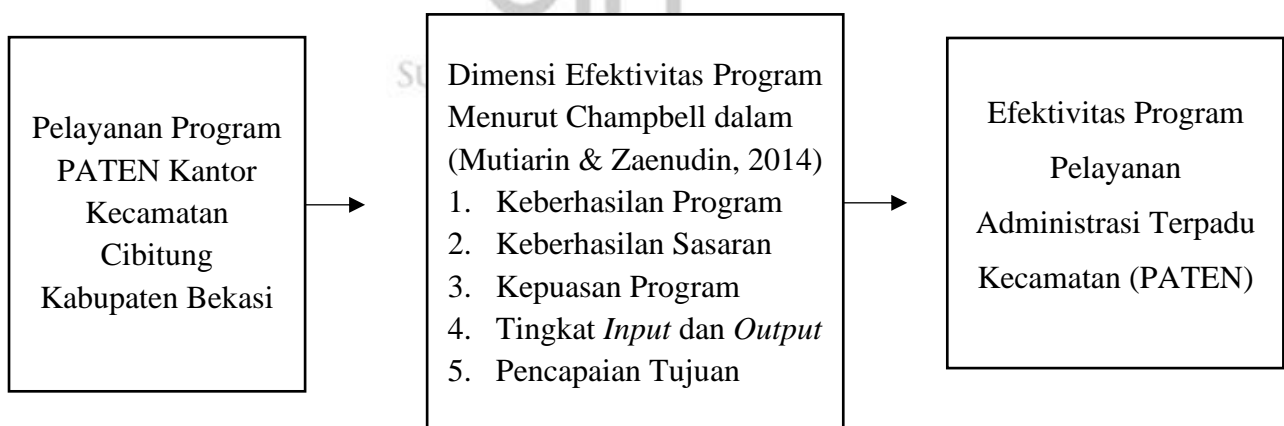 Pelayanan Program
PATEN Kantor
Kecamatan
Cibitung
Kabupaten Bekasi
Dimensi Efektivitas Program
Menurut Champbell dalam
(Mutiarin & Zaenudin, 2014)
1. Keberhasilan Program
2. Keberhasilan Sasaran
3. Kepuasan Program
4. Tingkat Input dan Output
5. Pencapaian Tujuan
Efektivitas Program
Pelayanan
Administrasi Terpadu
Kecamatan (PATEN)